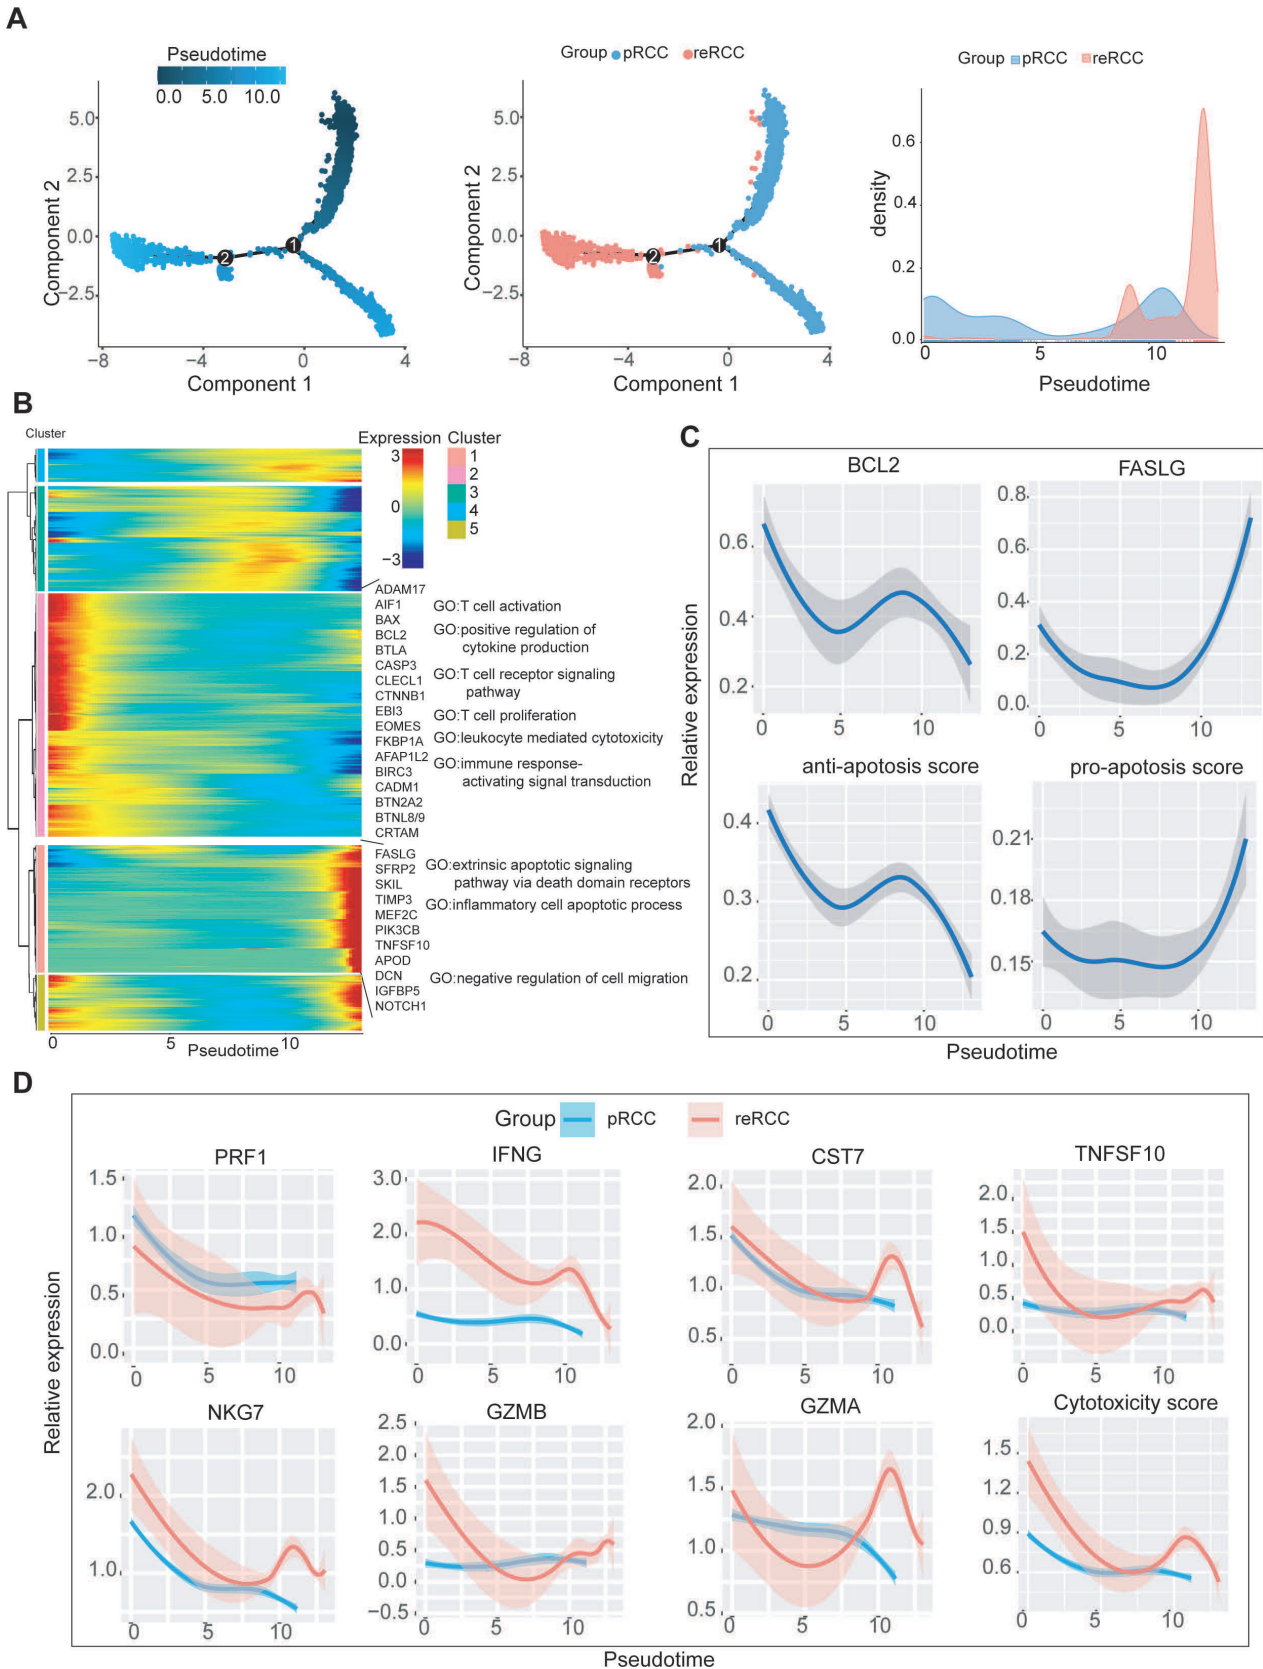 A
Pseudotime
0.0 5.0 10.0
Component 2
5.0
2.5
0.0
−2.5
−8
−4
0
4
Component 1
1
2
Group pRCC reRCC
Component 2
5.0
2.5
0.0
−2.5
−8
−4
0
4
Component 1
1
2
Group pRCC reRCC
density
0.6
0.4
0.2
0.0
0
5
10
Pseudotime
B
Cluster
Expression
3
0
−3
Cluster
1
2
3
4
5
ADAM17
AIF1
BAX
BCL2
BTLA
CASP3
CLECL1
CTNNB1
EBI3
EOMES
FKBP1A
AFAP1L2
BIRC3
CADM1
BTN2A2
BTNL8/9
CRTAM
FASLG
SFRP2
SKIL
TIMP3
MEF2C
PIK3CB
TNFSF10
APOD
DCN
IGFBP5
NOTCH1
GO:T cell activation
GO:positive regulation of
cytokine production
GO:T cell receptor signaling
pathway
GO:T cell proliferation
GO:leukocyte mediated cytotoxicity
GO:immune response-
activating signal transduction
GO:extrinsic apoptotic signaling
pathway via death domain receptors
GO:inflammatory cell apoptotic process
GO:negative regulation of cell migration
0
5
10
Pseudotime
C
Relative expression
BCL2
0.6
0.4
0.2
0 5 10
FASLG
0.8
0.6
0.4
0.2
0.0
0 5 10
anti-apotosis score
0.4
0.3
0.2
0 5 10
pro-apotosis score
0.21
0.18
0.15
0 5 10
Pseudotime
D
Group pRCC reRCC
Relative expression
PRF1
1.5
1.0
0.5
0.0
0 5 10
IFNG
3.0
2.0
1.0
0.0
0 5 10
CST7
2.0
1.5
1.0
0.5
0 5 10
TNFSF10
2.0
1.5
1.0
0.5
0.0
0 5 10
NKG7
2.0
1.0
0 5 10
GZMB
2.5
2.0
1.5
1.0
0.5
0.0
−0.5
0 5 10
GZMA
2.0
1.5
1.0
0.5
0 5 10
Cytotoxicity score
1.5
1.2
0.9
0.6
0 5 10
Pseudotime